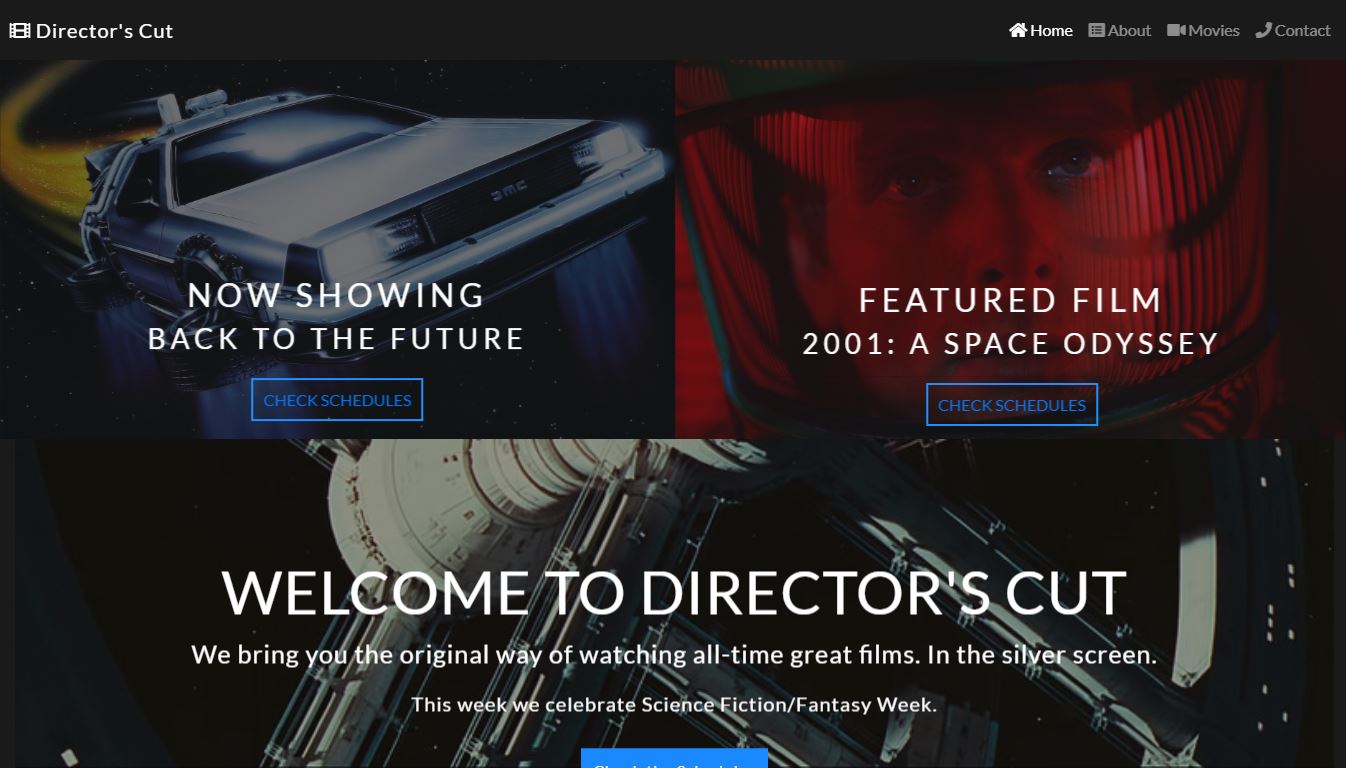 Director's Cut
Home About Movies Contact
DMC
NOW SHOWING
BACK TO THE FUTURE
CHECK SCHEDULES
FEATURED FILM
2001: A SPACE ODYSSEY
CHECK SCHEDULES
WELCOME TO DIRECTOR'S CUT
We bring you the original way of watching all-time great films. In the silver screen.
This week we celebrate Science Fiction/Fantasy Week.